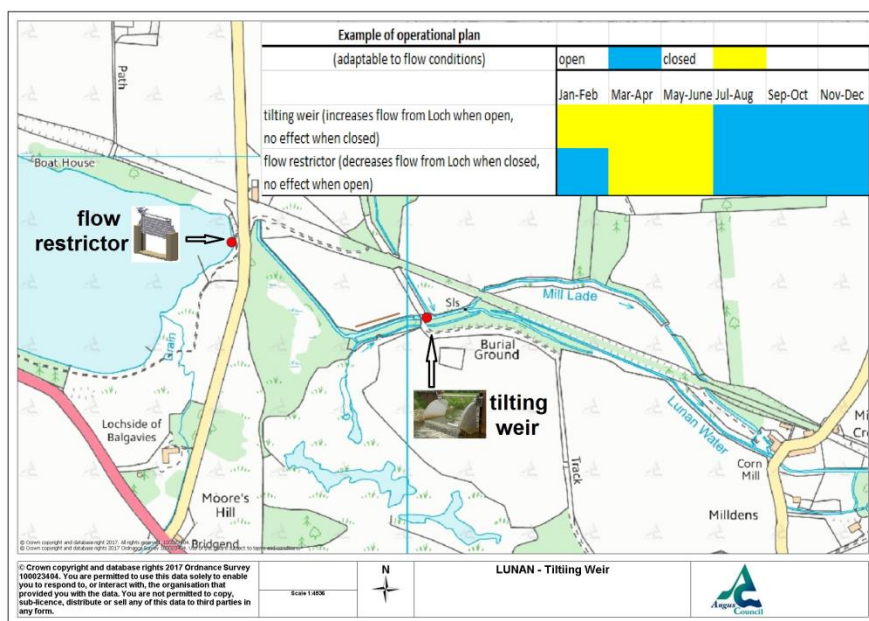 Example of operational plan
(adaptable to flow conditions) open closed
Jan-Feb Mar-Apr May-June Jul-Aug Sep-Oct Nov-Dec
tilting weir (increases flow from Loch when open,
no effect when closed)
flow restrictor (decreases flow from Loch when closed,
no effect when open)
Path
Boat House
flow
restrictor
Drain
Sls
Mill Lade
Burial
Ground
tilting
weir
Lunan Water
Track
Lochside of
Balgavies
Corn
Mill
Moore's
Hill
Milldens
Bridgend
© Crown copyright and database rights 2017 Ordnance Survey
100023404. You are permitted to use this data solely to enable
you to respond to, or interact with, the organisation that
provided you with the data. You are not permitted to copy,
sub-licence, distribute or sell any of this data to third parties in
any form.
N
Scale 1:4836
LUNAN - Tiltiing Weir
Angus
Council